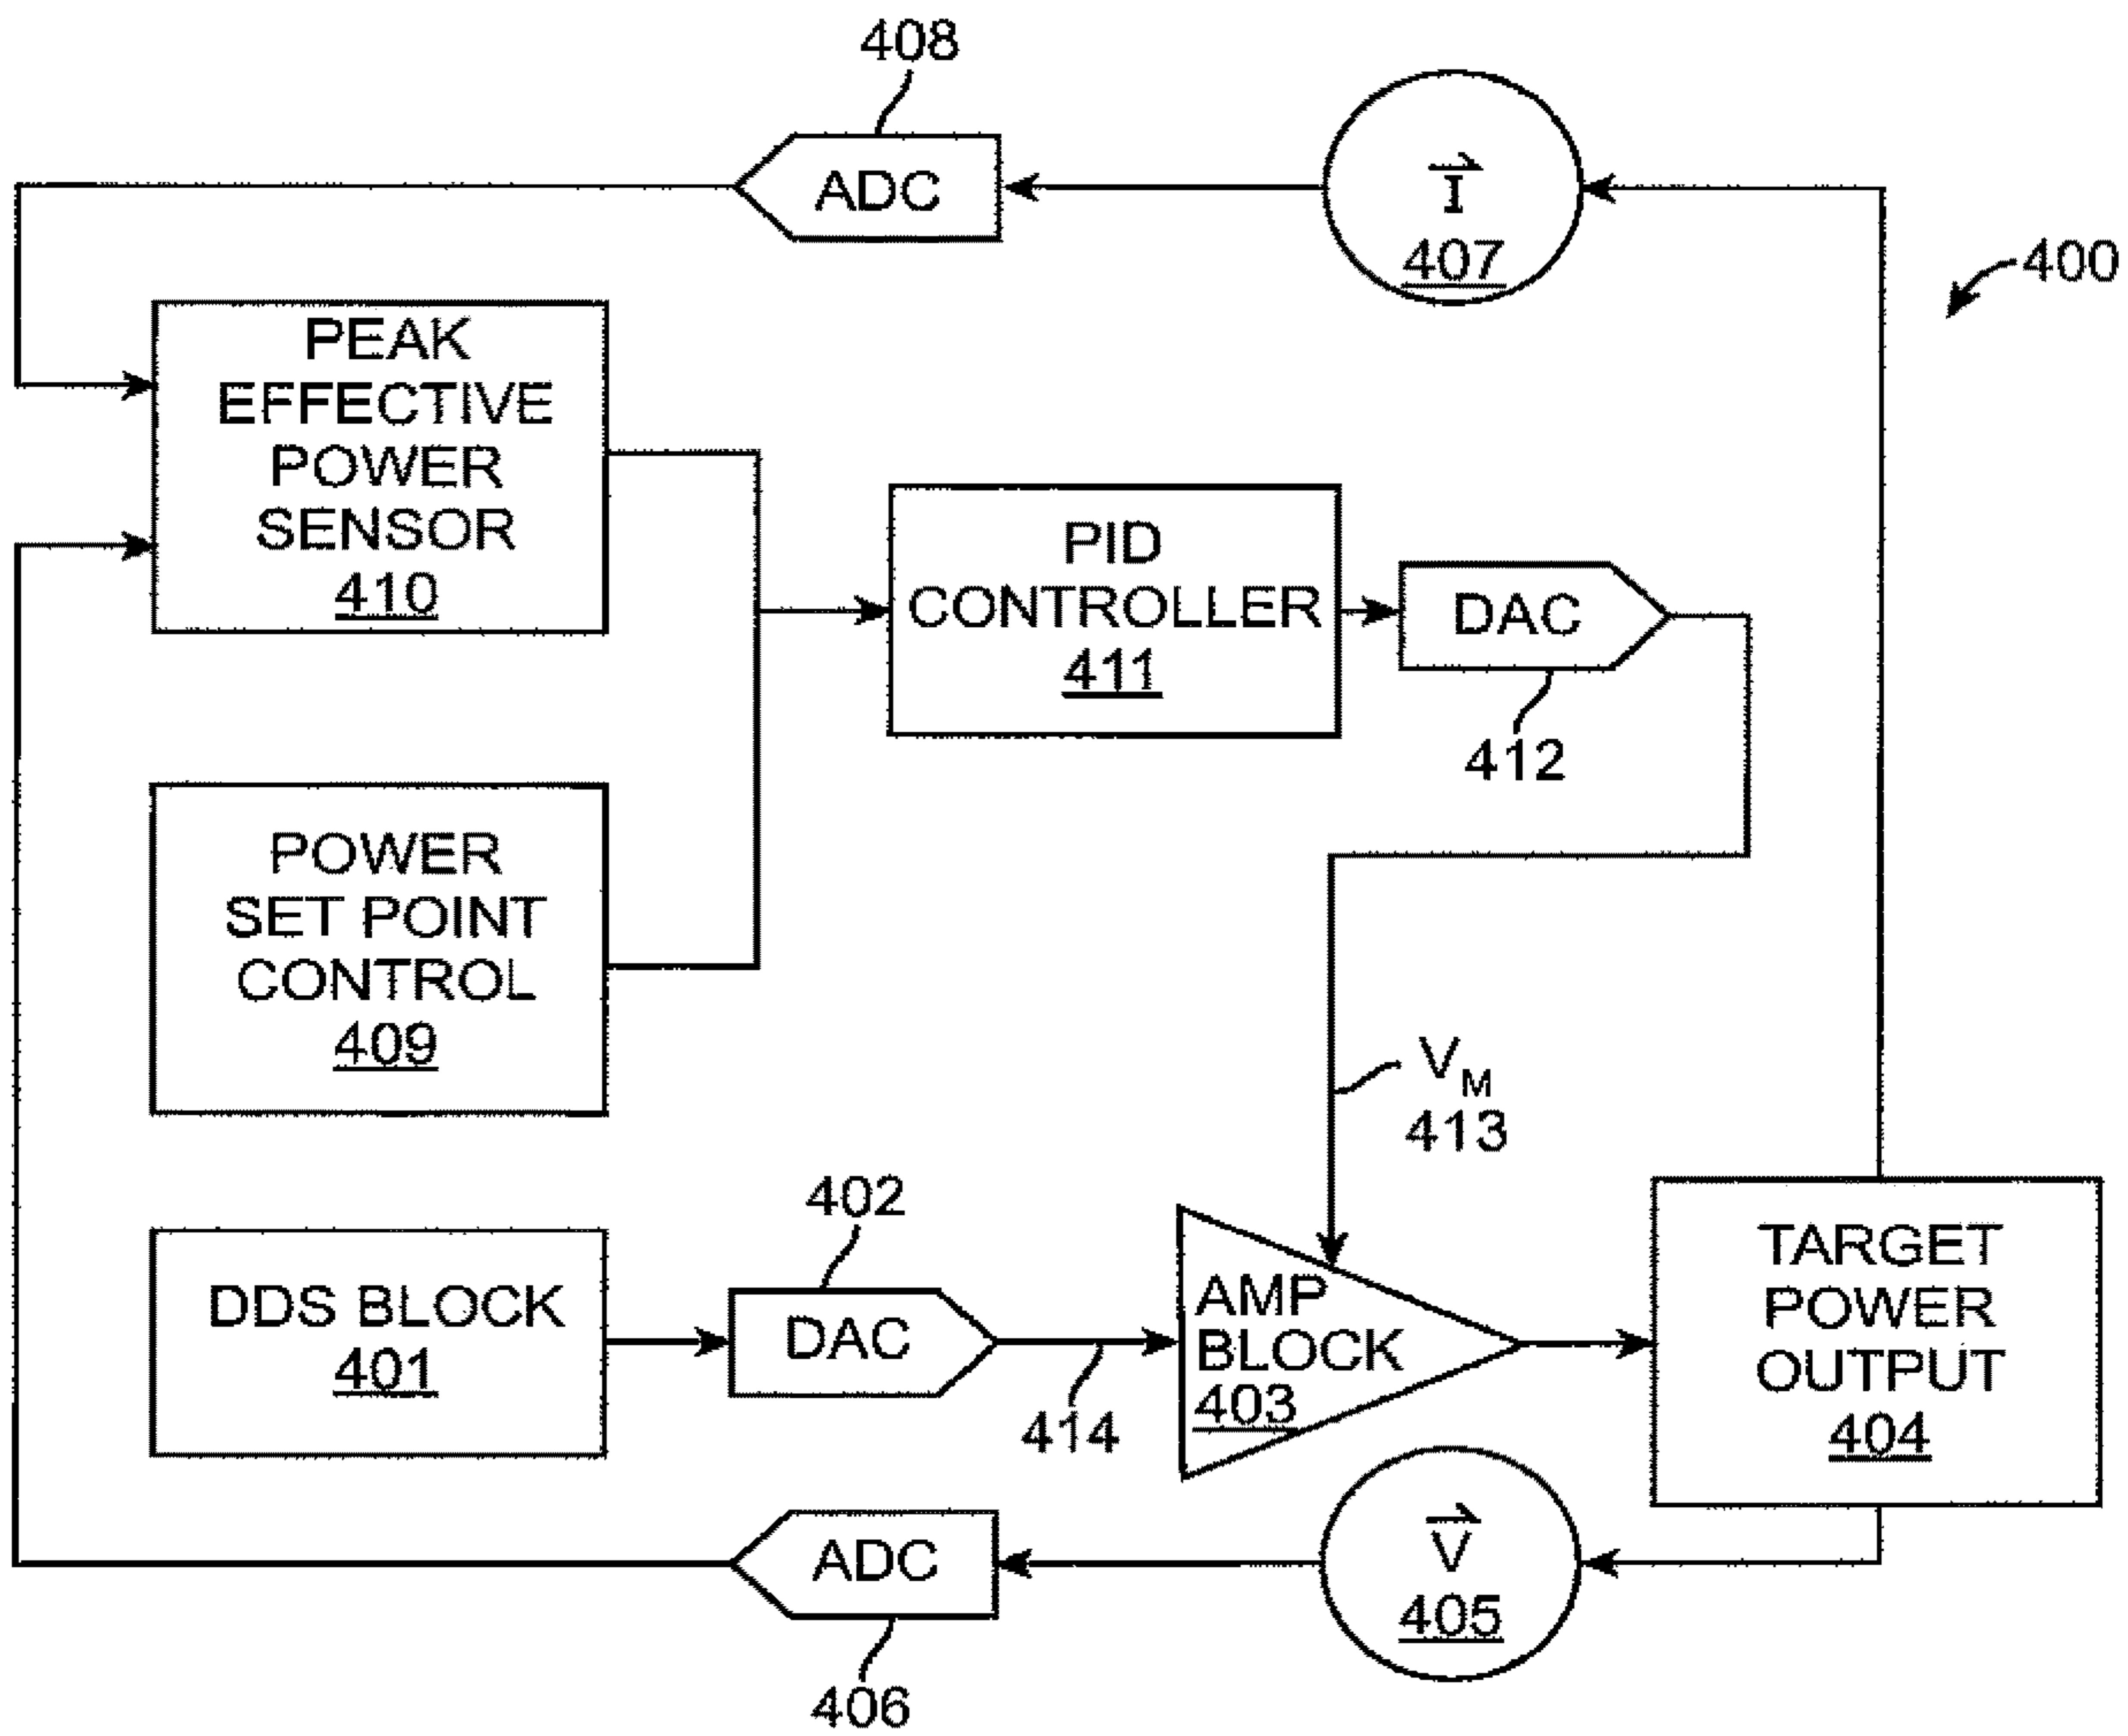 408
ADC
I
407
400
PEAK
EFFECTIVE
POWER
SENSOR
410
PID
CONTROLLER
411
DAC
412
POWER
SET POINT
CONTROL
409
VM
413
402
DDS BLOCK
401
DAC
414
AMP
BLOCK
403
TARGET
POWER
OUTPUT
404
ADC
406
V
405